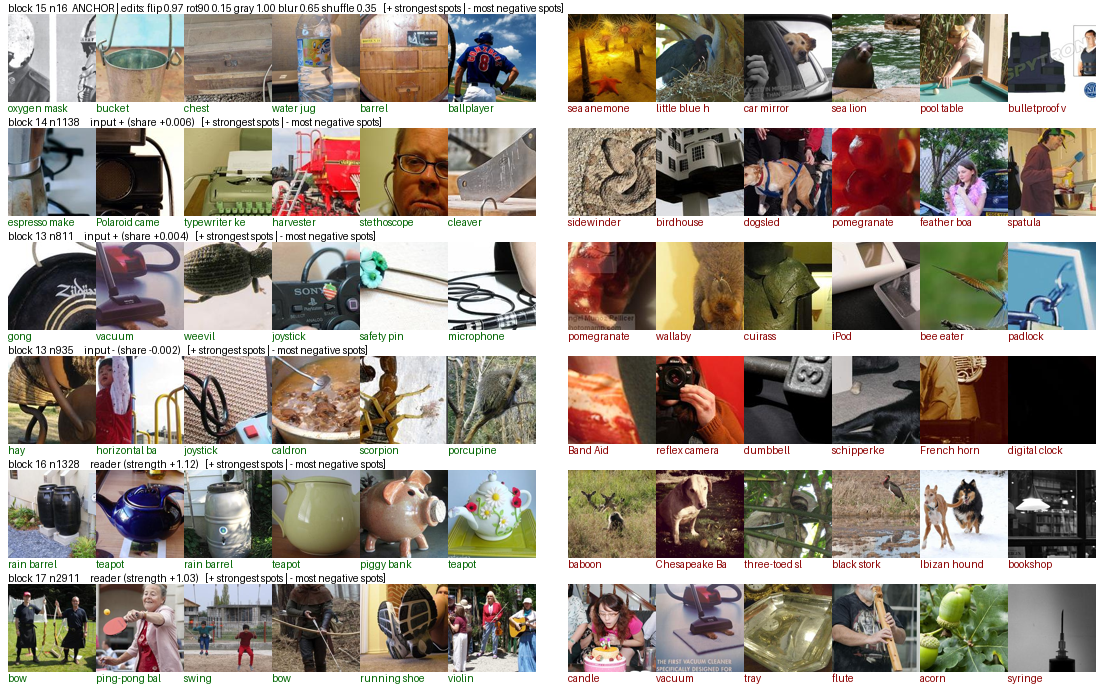 block 15 n16 ANCHOR | edits flip 0.97 rot90 0.15 gray 1.00 blur 0.65 shuffle 0.35 [+ strongest spots | - most negative spots]
oxygen mask bucket chest water jug barrel ballplayer sea anemone little blue h car mirror sea lion pool table bulletproof v
block 14 n1138 input + (share +0.006) [+ strongest spots | - most negative spots]
espresso make Polaroid came typewriter ke harvester stethoscope cleaver sidewinder birdhouse dogsled pomegranate feather boa spatula
block 13 n811 input + (share +0.004) [+ strongest spots | - most negative spots]
Zildjian
SONY
gong vacuum weevil joystick safety pin microphone pomegranate wallaby cuirass iPod bee eater padlock
block 13 n935 input - (share -0.002) [+ strongest spots | - most negative spots]
hay horizontal ba joystick caldron scorpion porcupine Band Aid reflex camera dumbbell schipperke French horn digital clock
block 16 n1328 reader (strength +1.12) [+ strongest spots | - most negative spots]
rain barrel teapot rain barrel teapot piggy bank teapot baboon Chesapeake Ba three-toed sl black stork Ibizan hound bookshop
block 17 n2911 reader (strength +1.03) [+ strongest spots | - most negative spots]
THE FIRST VACUUM CLEANER
SPECIFICALLY DESIGNED FOR
bow ping-pong bal swing bow running shoe violin candle vacuum tray flute acorn syringe